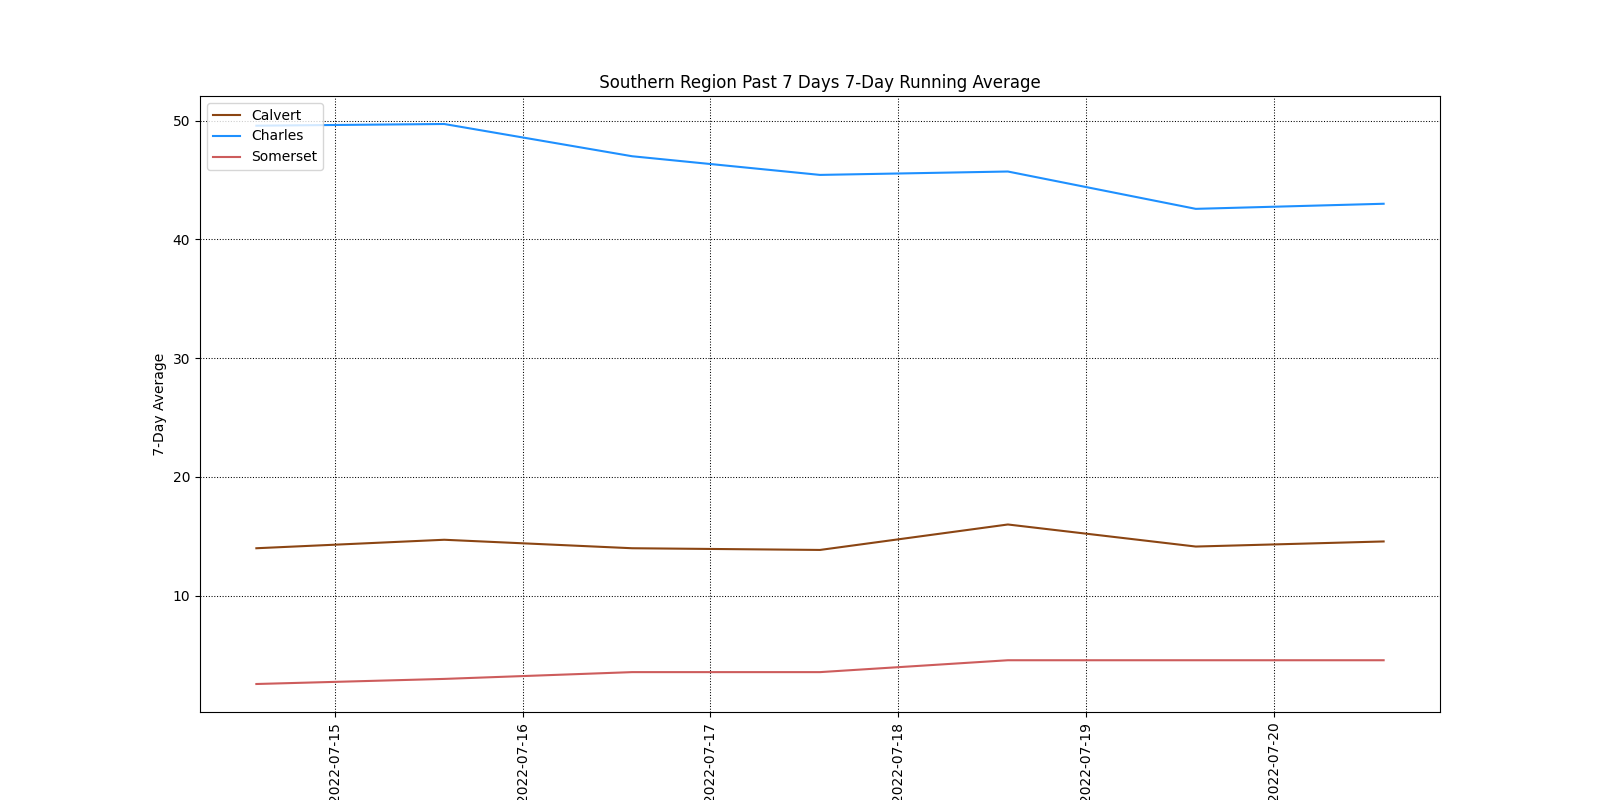 Southern Region Past 7 Days 7-Day Running Average
Calvert
Charles
Somerset
7-Day Average
50
40
30
20
10
2022-07-15
2022-07-16
2022-07-17
2022-07-18
2022-07-19
2022-07-20